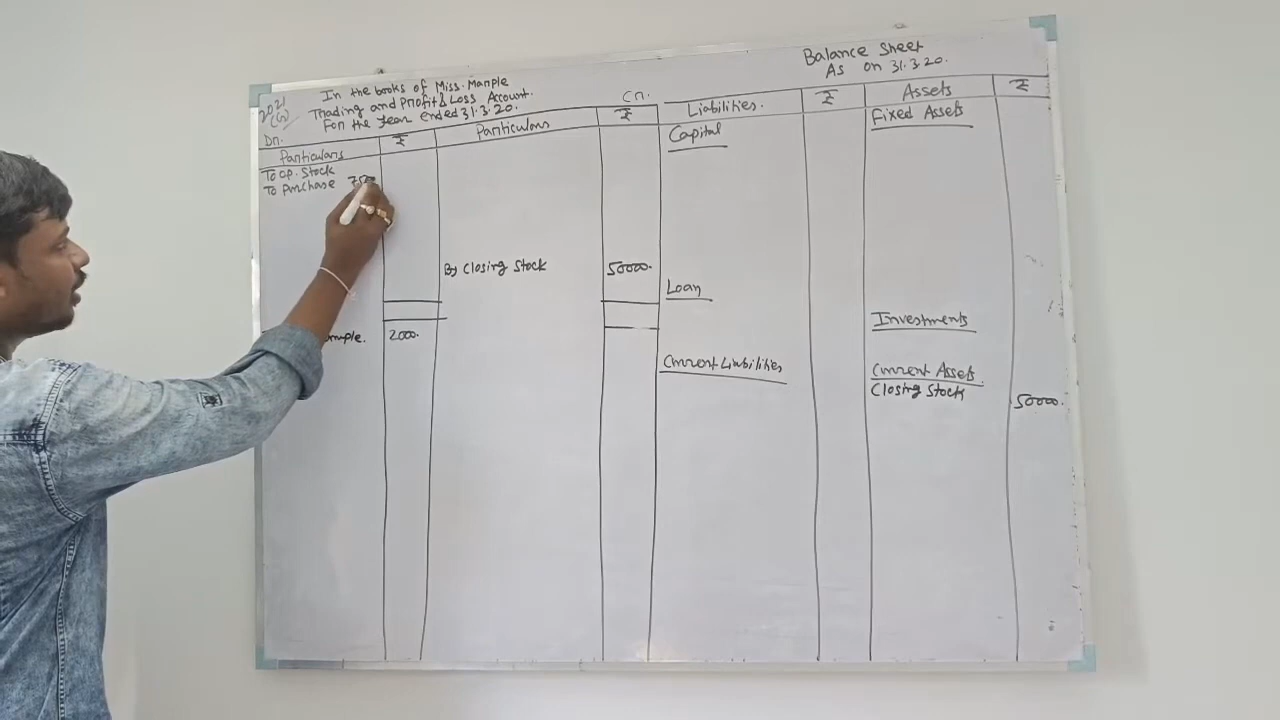 2021
(G)
In the books of Miss. Mample
Trading and Profit & Loss Account.
For the year ended 31.3.20.
Dr.
Cr.
Particulars ₹ Particulars ₹
To Op. Stock
To Purchase
By Closing Stock 50000.
2000.
Balance Sheet
As on 31.3.20.
Liabilities. ₹ Assets ₹
Capital
Fixed Assets
Loan
Investments
Current Liabilities
Current Assets.
Closing Stock 50000.